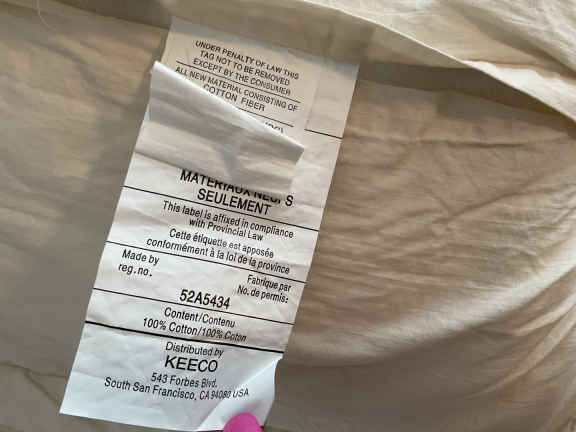 UNDER PENALTY OF LAW THIS
TAG NOT TO BE REMOVED
EXCEPT BY THE CONSUMER
ALL NEW MATERIAL CONSISTING OF
COTTON FIBER
MATERIAUX NEUFS
SEULEMENT
This label is affixed in compliance
with Provincial Law
Cette étiquette est apposée
conformément à la loi de la province
Made by
reg.no.
Fabrique par
No. de permis:
52A5434
Content/Contenu
100% Cotton/100% Coton
Distributed by
KEECO
543 Forbes Blvd.
South San Francisco, CA 94080 USA